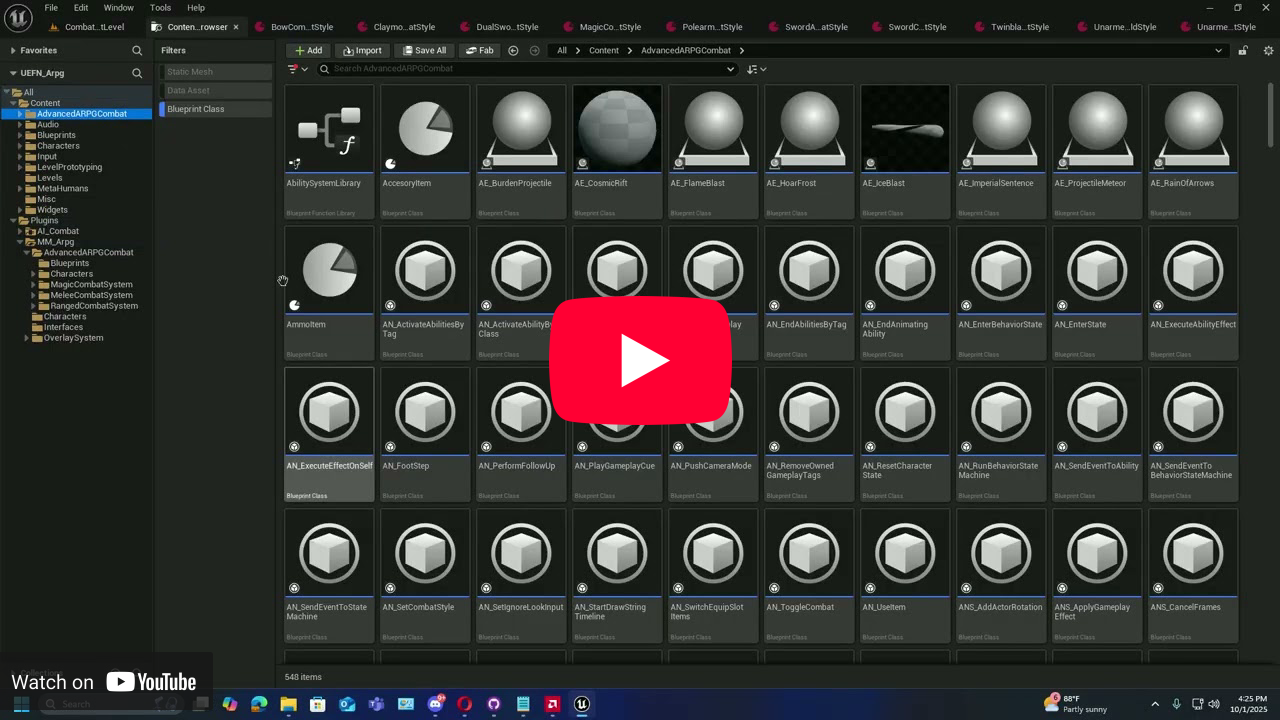 File Edit Window Tools Help
CombatTestLevel Conten...rowser BowCom...tStyle Claymo...atStyle DualSwo...tStyle MagicCo...tStyle Polearm...tStyle SwordA...atStyle SwordC...tStyle Twinbla...tStyle Unarme...ldStyle Unarme...tStyle
Favorites
Filters
Add Import Save All Fab All Content AdvancedARPGCombat
UEFN_Arpg
Static Mesh
Search AdvancedARPGCombat
All
Data Asset
Content
Blueprint Class
AdvancedARPGCombat
Audio
Blueprints
Characters
Input
LevelPrototyping
Levels
MetaHumans
Misc
Widgets
Plugins
AI_Combat
MM_Arpg
AdvancedARPGCombat
Blueprints
Characters
MagicCombatSystem
MeleeCombatSystem
RangedCombatSystem
Characters
Interfaces
OverlaySystem
AbilitySystemLibrary AccesoryItem AE_BurdenProjectile AE_CosmicRift AE_FlameBlast AE_HoarFrost AE_IceBlast AE_ImperialSentence AE_ProjectileMeteor AE_RainOfArrows
Blueprint Function Library Blueprint Class Blueprint Class Blueprint Class Blueprint Class Blueprint Class Blueprint Class Blueprint Class Blueprint Class Blueprint Class
AmmoItem AN_ActivateAbilitiesBy AN_ActivateAbilityB play AN_EndAbilitiesByTag AN_EndAnimating AN_EnterBehaviorState AN_EnterState AN_ExecuteAbilityEffect
Tag Class Ability
Blueprint Class Blueprint Class Blueprint Class Blueprint Class Blueprint Class Blueprint Class Blueprint Class Blueprint Class
AN_ExecuteEffectOnSelf AN_FootStep AN_PerformFollowUp AN_PlayGameplayCue AN_PushCameraMode AN_RemoveOwned AN_ResetCharacter AN_RunBehaviorState AN_SendEventToAbility AN_SendEventTo
GameplayTags State Machine BehaviorStateMachine
Blueprint Class Blueprint Class Blueprint Class Blueprint Class Blueprint Class Blueprint Class Blueprint Class Blueprint Class Blueprint Class Blueprint Class
AN_SendEventToState AN_SetCombatStyle AN_SetIgnoreLookInput AN_StartDrawString AN_SwitchEquipSlot AN_ToggleCombat AN_UseItem ANS_AddActorRotation ANS_ApplyGameplay ANS_CancelFrames
Machine Timeline Items Effect
Blueprint Class Blueprint Class Blueprint Class Blueprint Class Blueprint Class Blueprint Class Blueprint Class Blueprint Class Blueprint Class Blueprint Class
Collections
548 items
Watch on YouTube
Search
88°F
Partly sunny
4:25 PM
10/1/2025